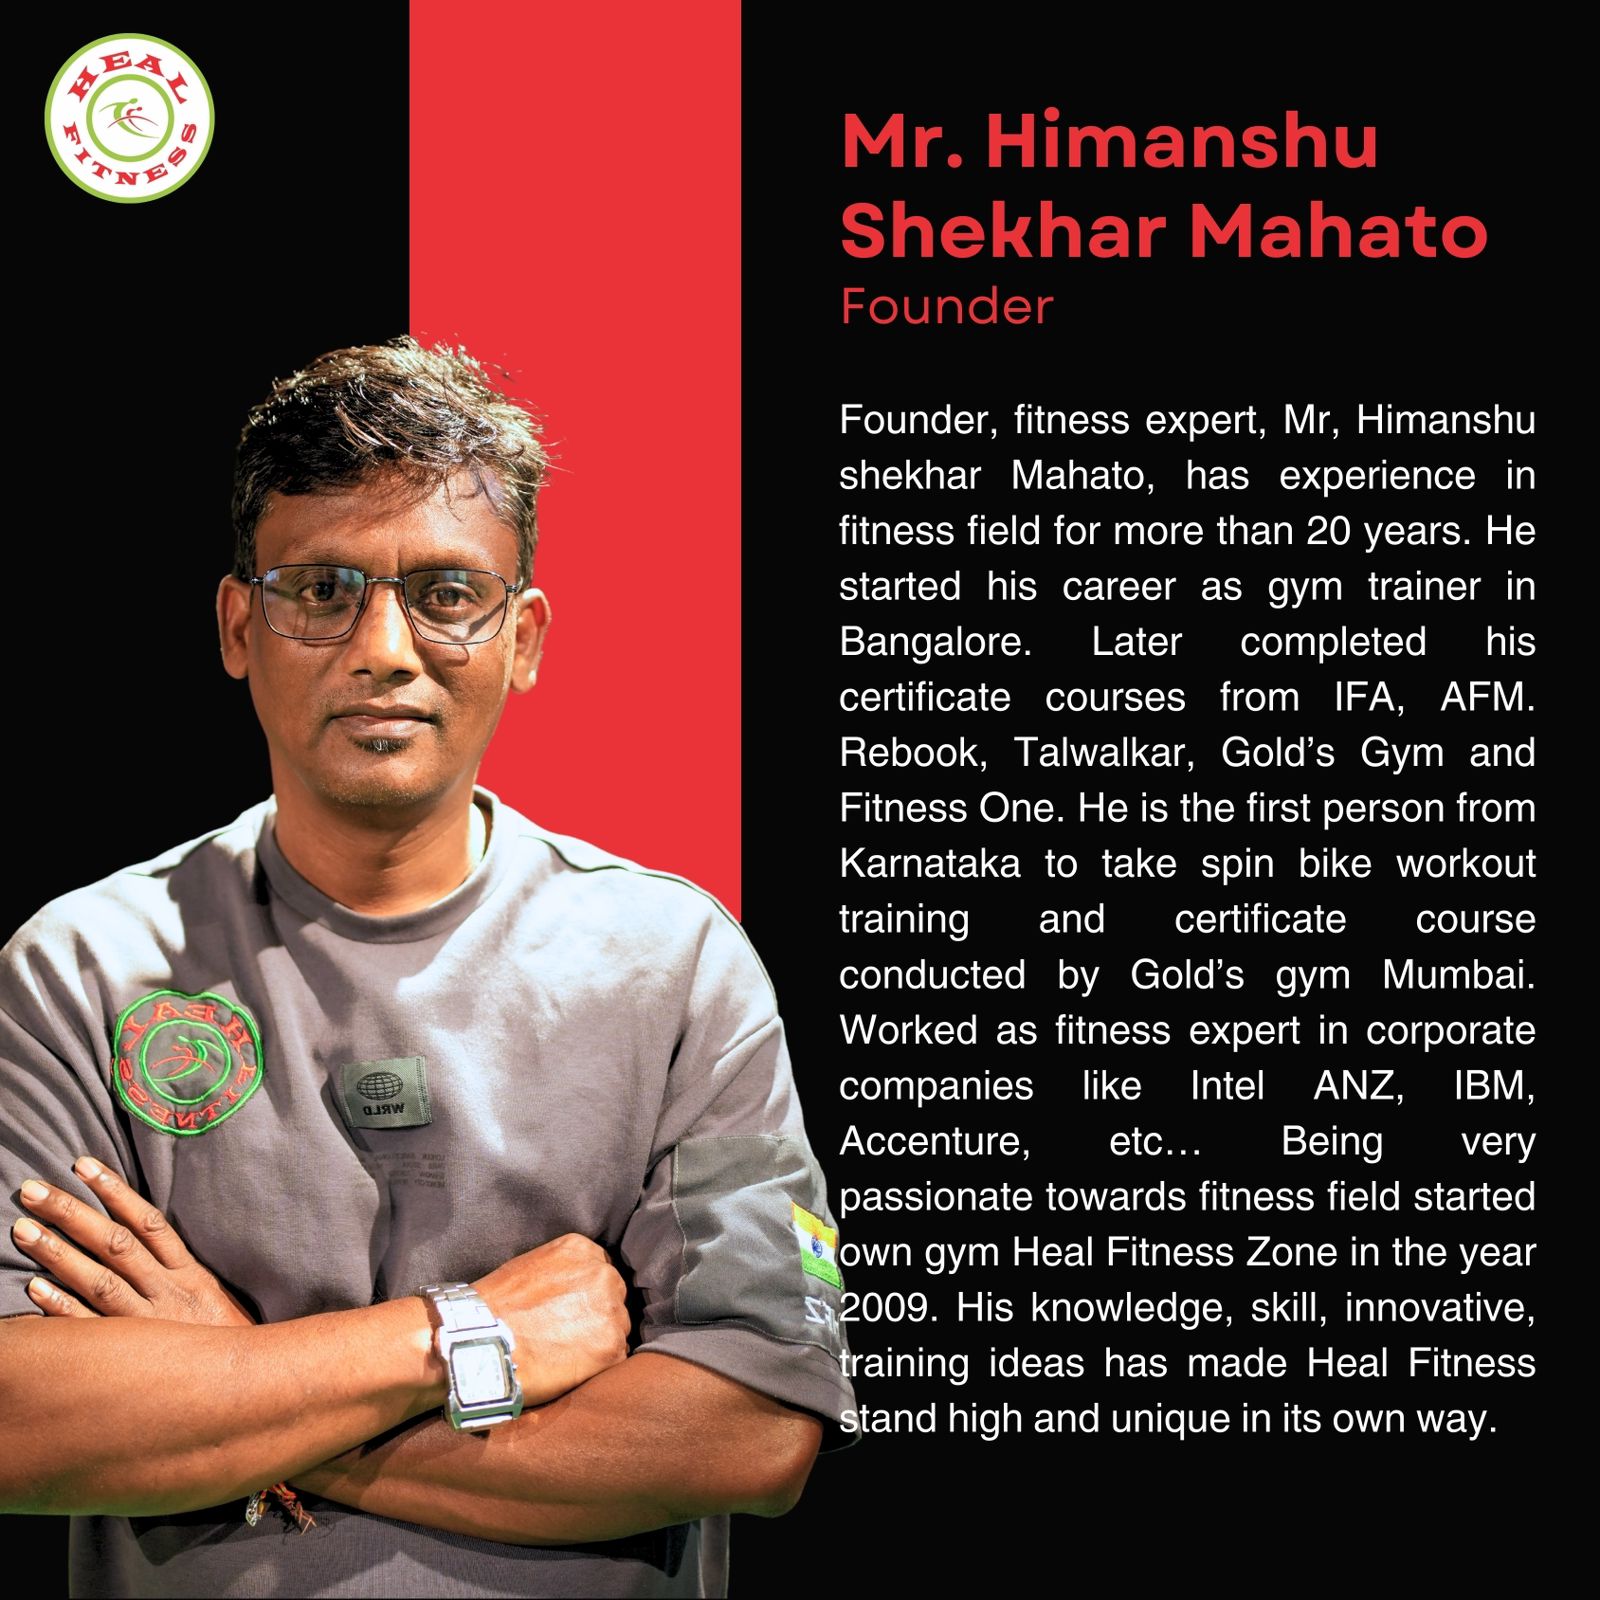 HEAL
FITNESS
Mr. Himanshu
Shekhar Mahato
Founder
Founder, fitness expert, Mr, Himanshu
shekhar Mahato, has experience in
fitness field for more than 20 years. He
started his career as gym trainer in
Bangalore. Later completed his
certificate courses from IFA, AFM.
Rebook, Talwalkar, Gold’s Gym and
Fitness One. He is the first person from
Karnataka to take spin bike workout
training and certificate course
conducted by Gold’s gym Mumbai.
Worked as fitness expert in corporate
companies like Intel ANZ, IBM,
Accenture, etc… Being very
passionate towards fitness field started
own gym Heal Fitness Zone in the year
2009. His knowledge, skill, innovative,
training ideas has made Heal Fitness
stand high and unique in its own way.
HEAL
FITNESS
WRLD